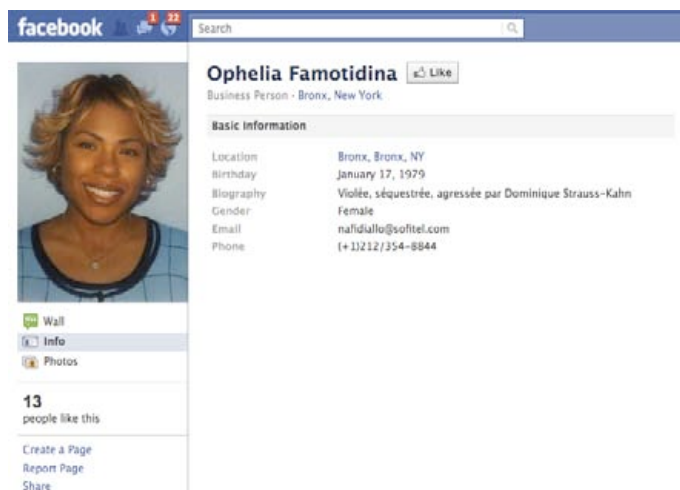 facebook
1
22
Search
Ophelia Famotidina
Like
Business Person · Bronx, New York
Basic Information
Location Bronx, Bronx, NY
Birthday January 17, 1979
Biography Violée, séquestrée, agressée par Dominique Strauss-Kahn
Gender Female
Email nafidiallo@sofitel.com
Phone (+1)212/354-8844
Wall
Info
Photos
13
people like this
Create a Page
Report Page
Share